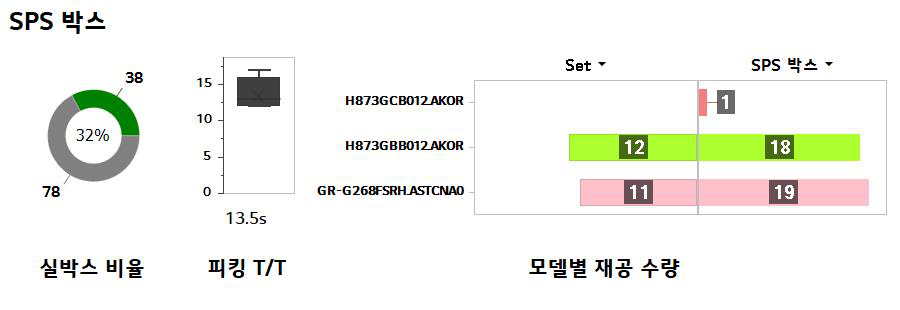 SPS 박스
38
32%
78
15
10
5
0
13.5s
Set
SPS 박스
H873GCB012.AKOR
1
H873GBB012.AKOR
12
18
GR-G268FSRH.ASTCNA0
11
19
실박스 비율
피킹 T/T
모델별 재공 수량